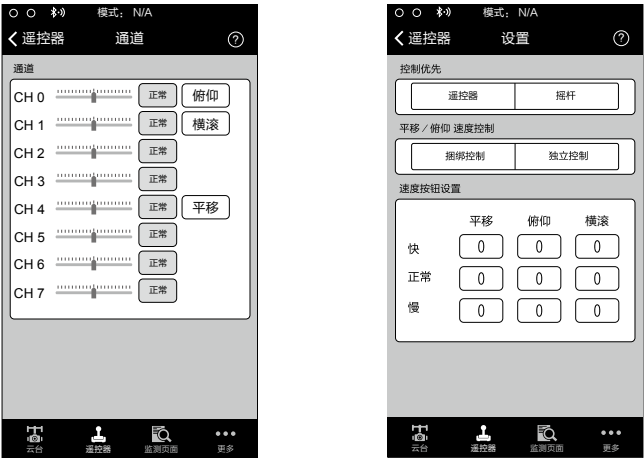 模式：N/A
遥控器 通道 ?
通道
CH 0 正常 俯仰
CH 1 正常 横滚
CH 2 正常
CH 3 正常
CH 4 正常 平移
CH 5 正常
CH 6 正常
CH 7 正常
云台 遥控器 监测页面 更多
模式：N/A
遥控器 设置 ?
控制优先
遥控器 摇杆
平移／俯仰 速度控制
捆绑控制 独立控制
速度按钮设置
平移 俯仰 横滚
快 0 0 0
正常 0 0 0
慢 0 0 0
云台 遥控器 监测页面 更多